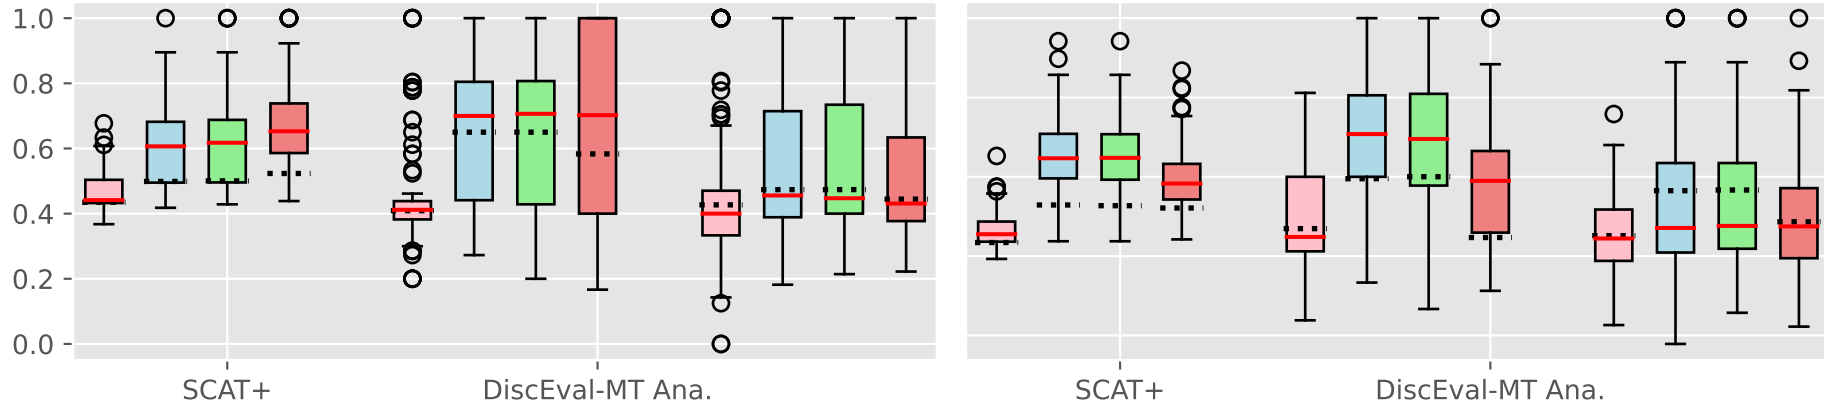 1.0
0.8
0.6
0.4
0.2
0.0
SCAT+
DiscEval-MT Ana.
SCAT+
DiscEval-MT Ana.